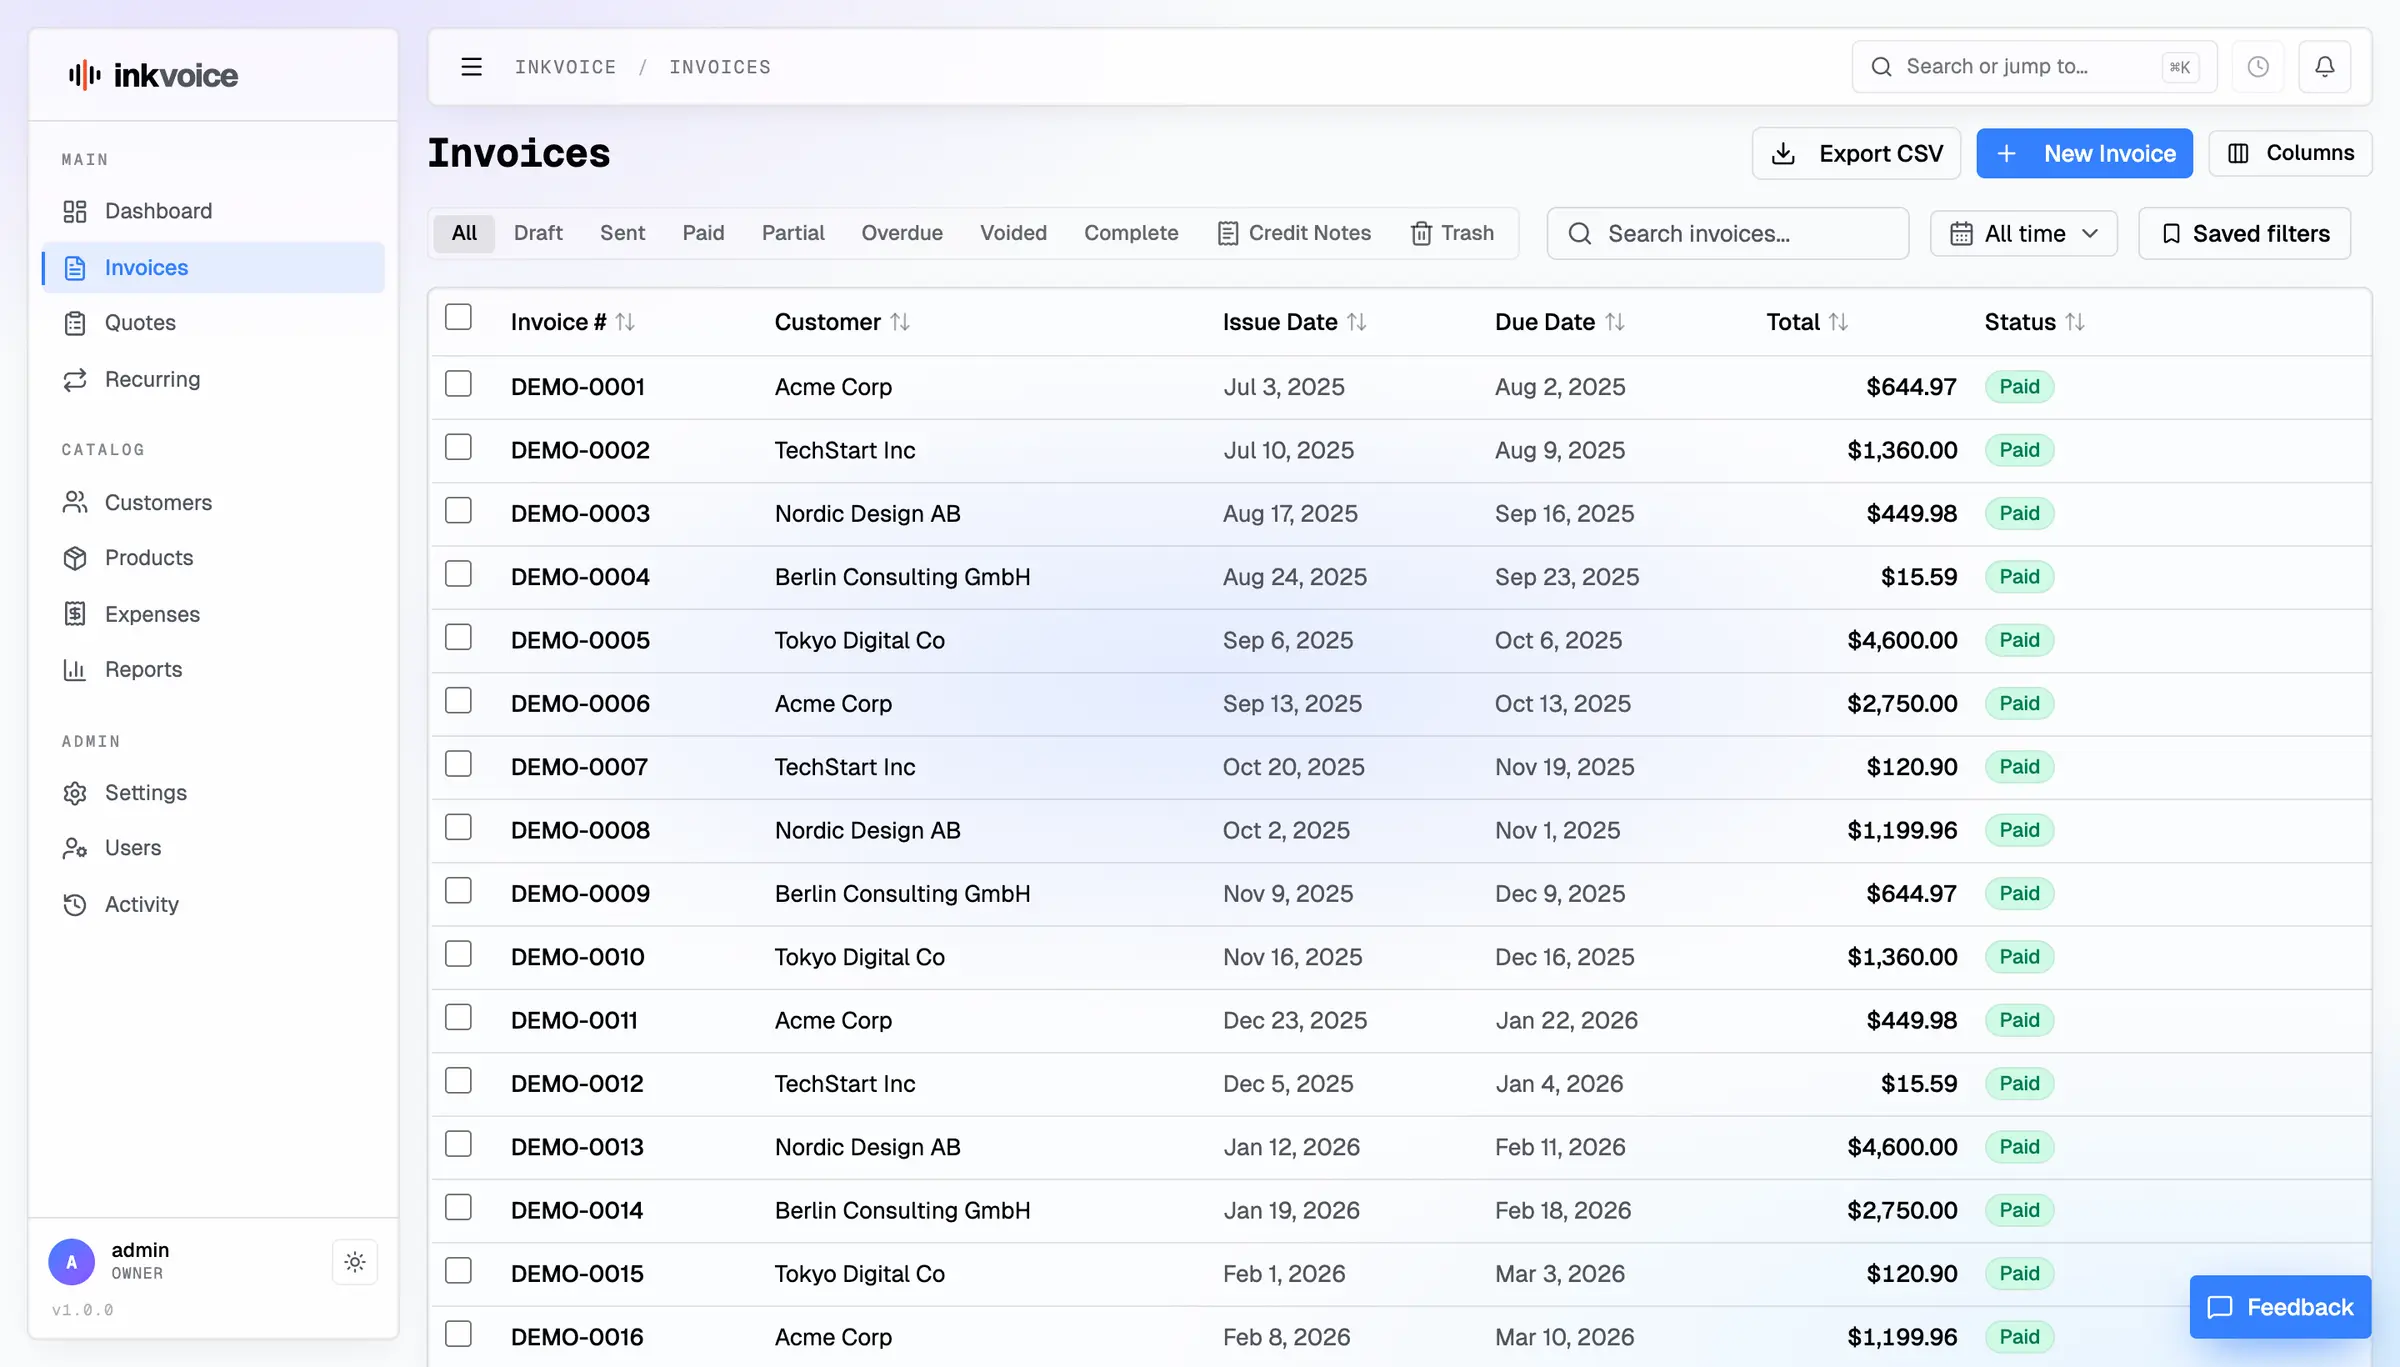 inkvoice
MAIN
Dashboard
Invoices
Quotes
Recurring
CATALOG
Customers
Products
Expenses
Reports
ADMIN
Settings
Users
Activity
A
admin
OWNER
v1.0.0
INKVOICE / INVOICES
Search or jump to... ⌘K
Invoices
Export CSV
New Invoice
Columns
All Draft Sent Paid Partial Overdue Voided Complete Credit Notes Trash
Search invoices...
All time
Saved filters
Invoice # Customer Issue Date Due Date Total Status
DEMO-0001 Acme Corp Jul 3, 2025 Aug 2, 2025 $644.97 Paid
DEMO-0002 TechStart Inc Jul 10, 2025 Aug 9, 2025 $1,360.00 Paid
DEMO-0003 Nordic Design AB Aug 17, 2025 Sep 16, 2025 $449.98 Paid
DEMO-0004 Berlin Consulting GmbH Aug 24, 2025 Sep 23, 2025 $15.59 Paid
DEMO-0005 Tokyo Digital Co Sep 6, 2025 Oct 6, 2025 $4,600.00 Paid
DEMO-0006 Acme Corp Sep 13, 2025 Oct 13, 2025 $2,750.00 Paid
DEMO-0007 TechStart Inc Oct 20, 2025 Nov 19, 2025 $120.90 Paid
DEMO-0008 Nordic Design AB Oct 2, 2025 Nov 1, 2025 $1,199.96 Paid
DEMO-0009 Berlin Consulting GmbH Nov 9, 2025 Dec 9, 2025 $644.97 Paid
DEMO-0010 Tokyo Digital Co Nov 16, 2025 Dec 16, 2025 $1,360.00 Paid
DEMO-0011 Acme Corp Dec 23, 2025 Jan 22, 2026 $449.98 Paid
DEMO-0012 TechStart Inc Dec 5, 2025 Jan 4, 2026 $15.59 Paid
DEMO-0013 Nordic Design AB Jan 12, 2026 Feb 11, 2026 $4,600.00 Paid
DEMO-0014 Berlin Consulting GmbH Jan 19, 2026 Feb 18, 2026 $2,750.00 Paid
DEMO-0015 Tokyo Digital Co Feb 1, 2026 Mar 3, 2026 $120.90 Paid
DEMO-0016 Acme Corp Feb 8, 2026 Mar 10, 2026 $1,199.96 Paid
Feedback